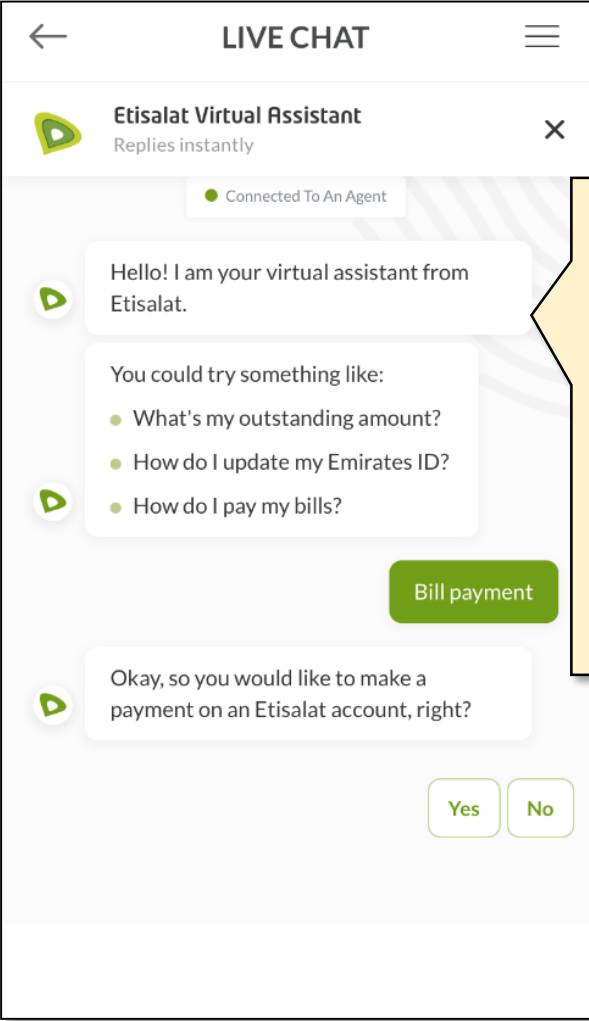 LIVE CHAT
Etisalat Virtual Assistant
Replies instantly
Connected To An Agent
Hello! I am your virtual assistant from
Etisalat.
You could try something like:
What's my outstanding amount?
How do I update my Emirates ID?
How do I pay my bills?
Bill payment
Okay, so you would like to make a
payment on an Etisalat account, right?
Yes No